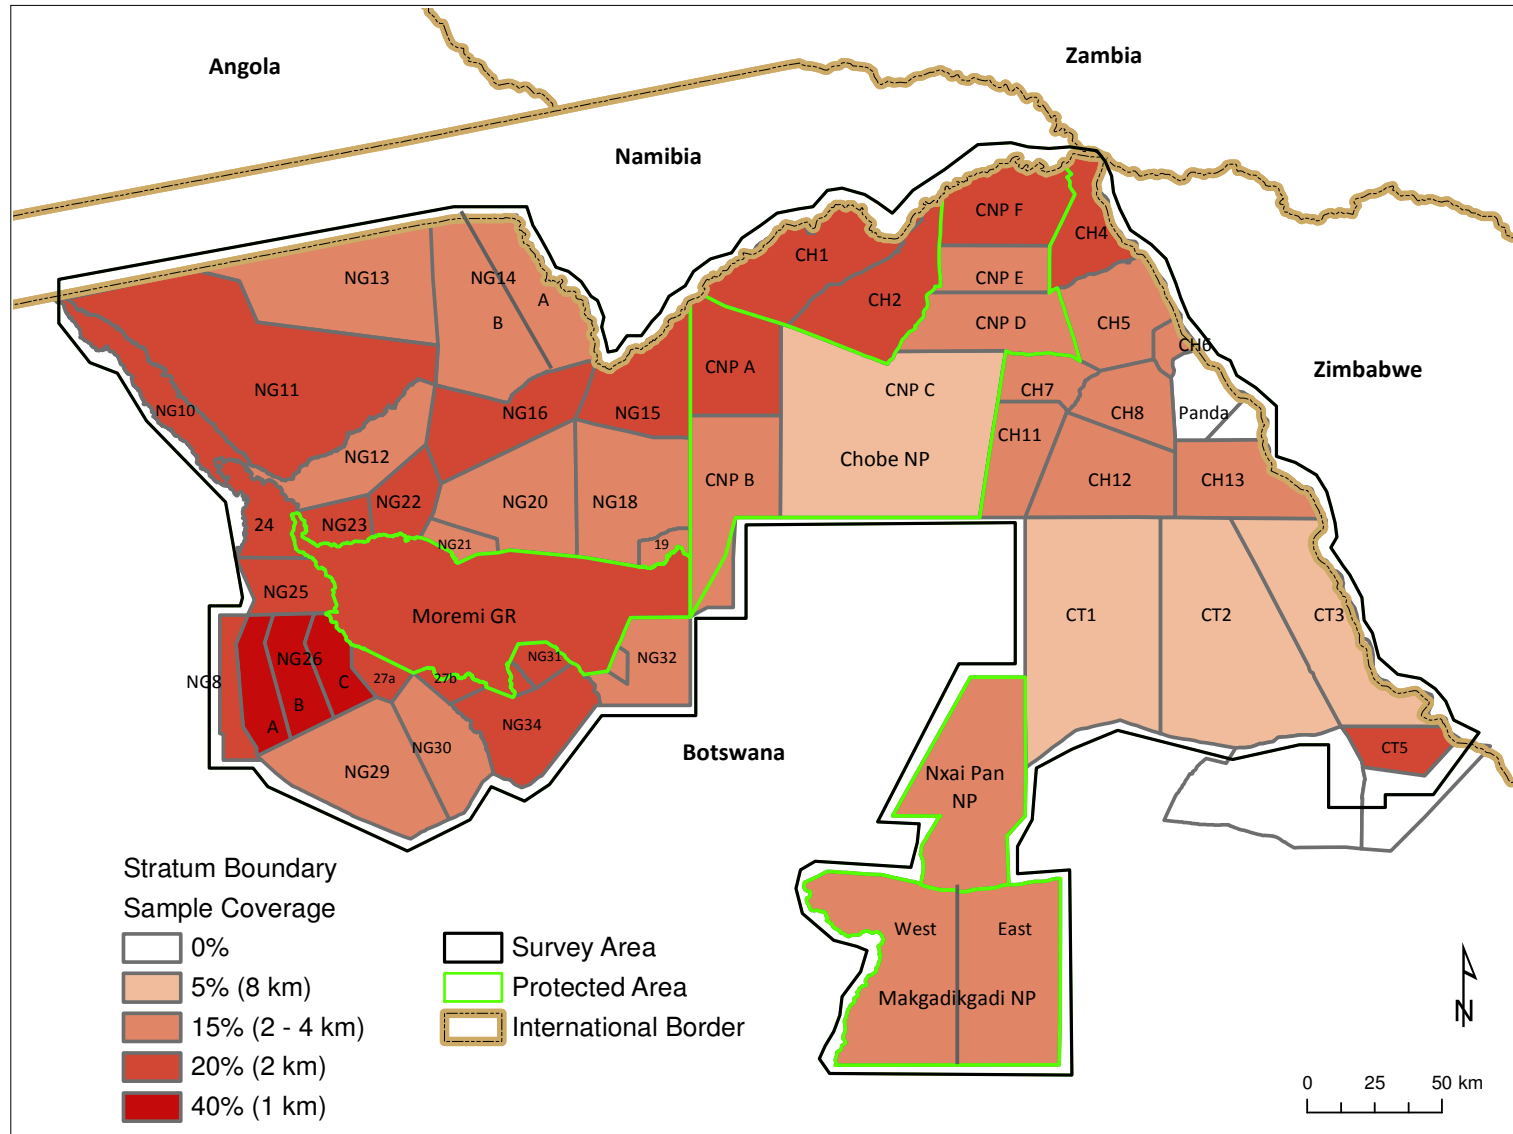 Angola
Zambia
Namibia
Zimbabwe
Botswana
CNP F
CH4
CH1
CNP E
CH2
NG13
NG14
A
B
CNP D
CH5
CH6
CNP A
CNP C
CH7
NG11
NG10
NG16
NG15
Panda
CH8
CH11
NG12
Chobe NP
CNP B
CH12
CH13
NG22
NG20
NG18
24
NG23
NG21
19
NG25
Moremi GR
CT1
CT2
CT3
NG26
NG31
NG32
NG8
C
27a
27b
B
A
NG34
NG30
NG29
CT5
Nxai Pan
NP
West
East
Makgadikgadi NP
Stratum Boundary
Sample Coverage
0%
5% (8 km)
15% (2 - 4 km)
20% (2 km)
40% (1 km)
Survey Area
Protected Area
International Border
N
0 25 50 km